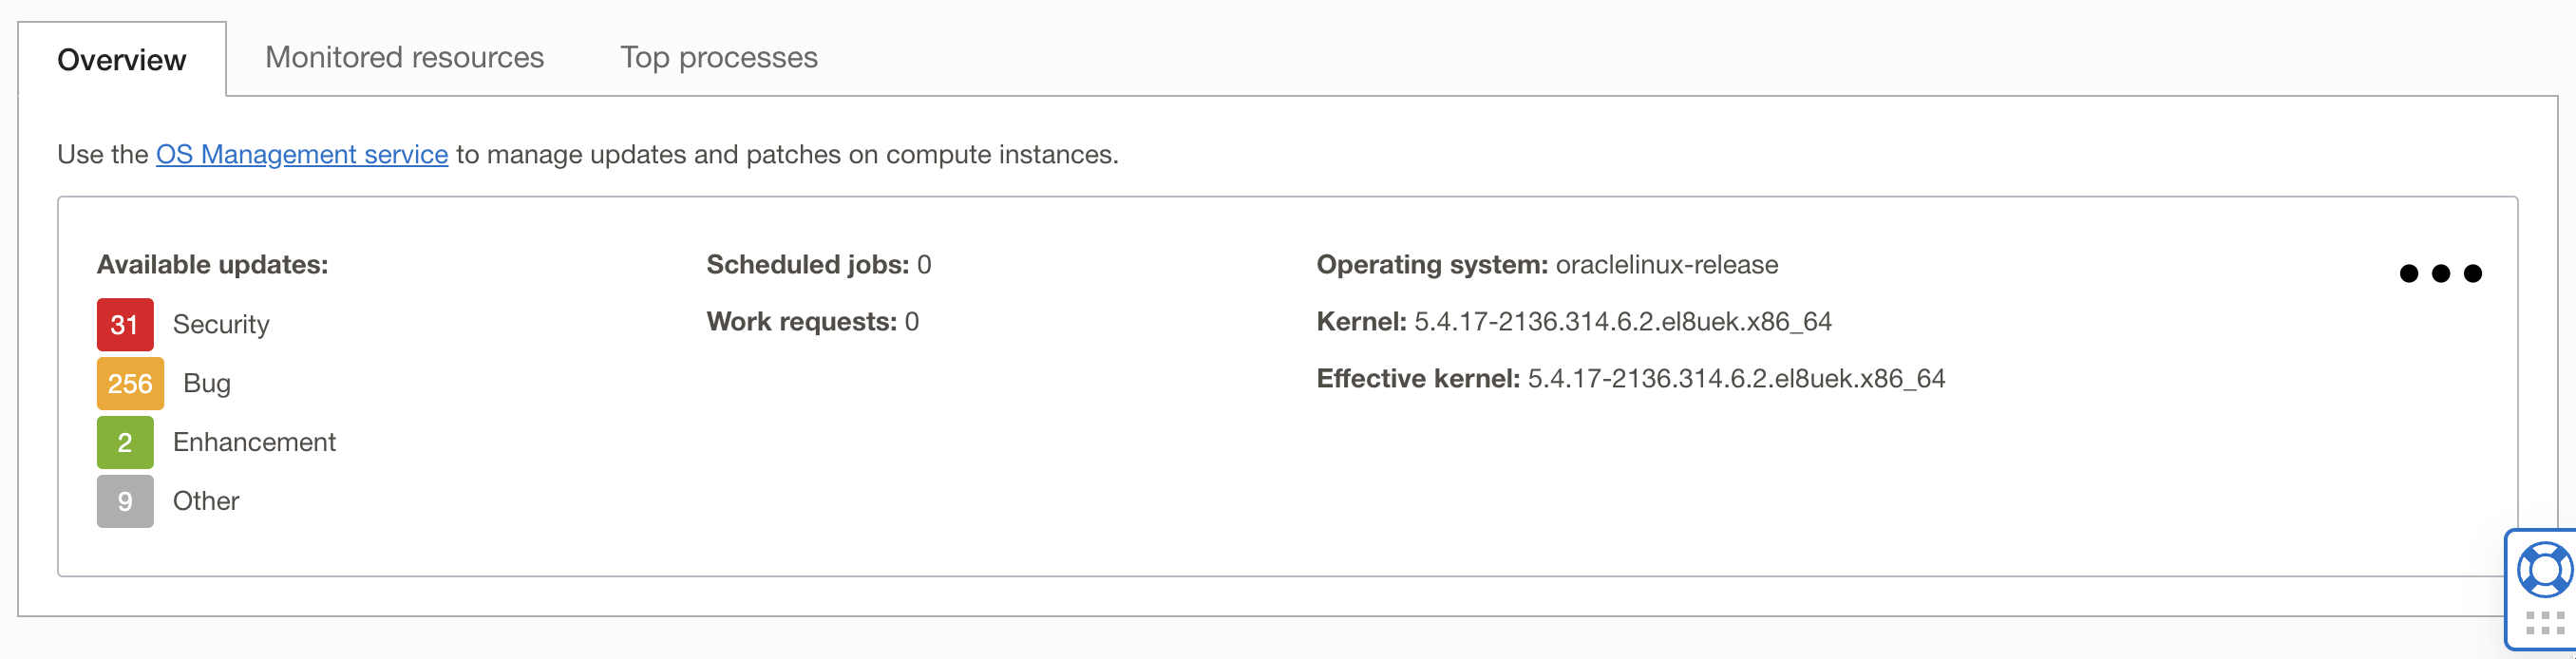 Overview
Monitored resources
Top processes
Use the OS Management service to manage updates and patches on compute instances.
Available updates:
31 Security
256 Bug
2 Enhancement
9 Other
Scheduled jobs: 0
Work requests: 0
Operating system: oraclelinux-release
Kernel: 5.4.17-2136.314.6.2.el8uek.x86_64
Effective kernel: 5.4.17-2136.314.6.2.el8uek.x86_64